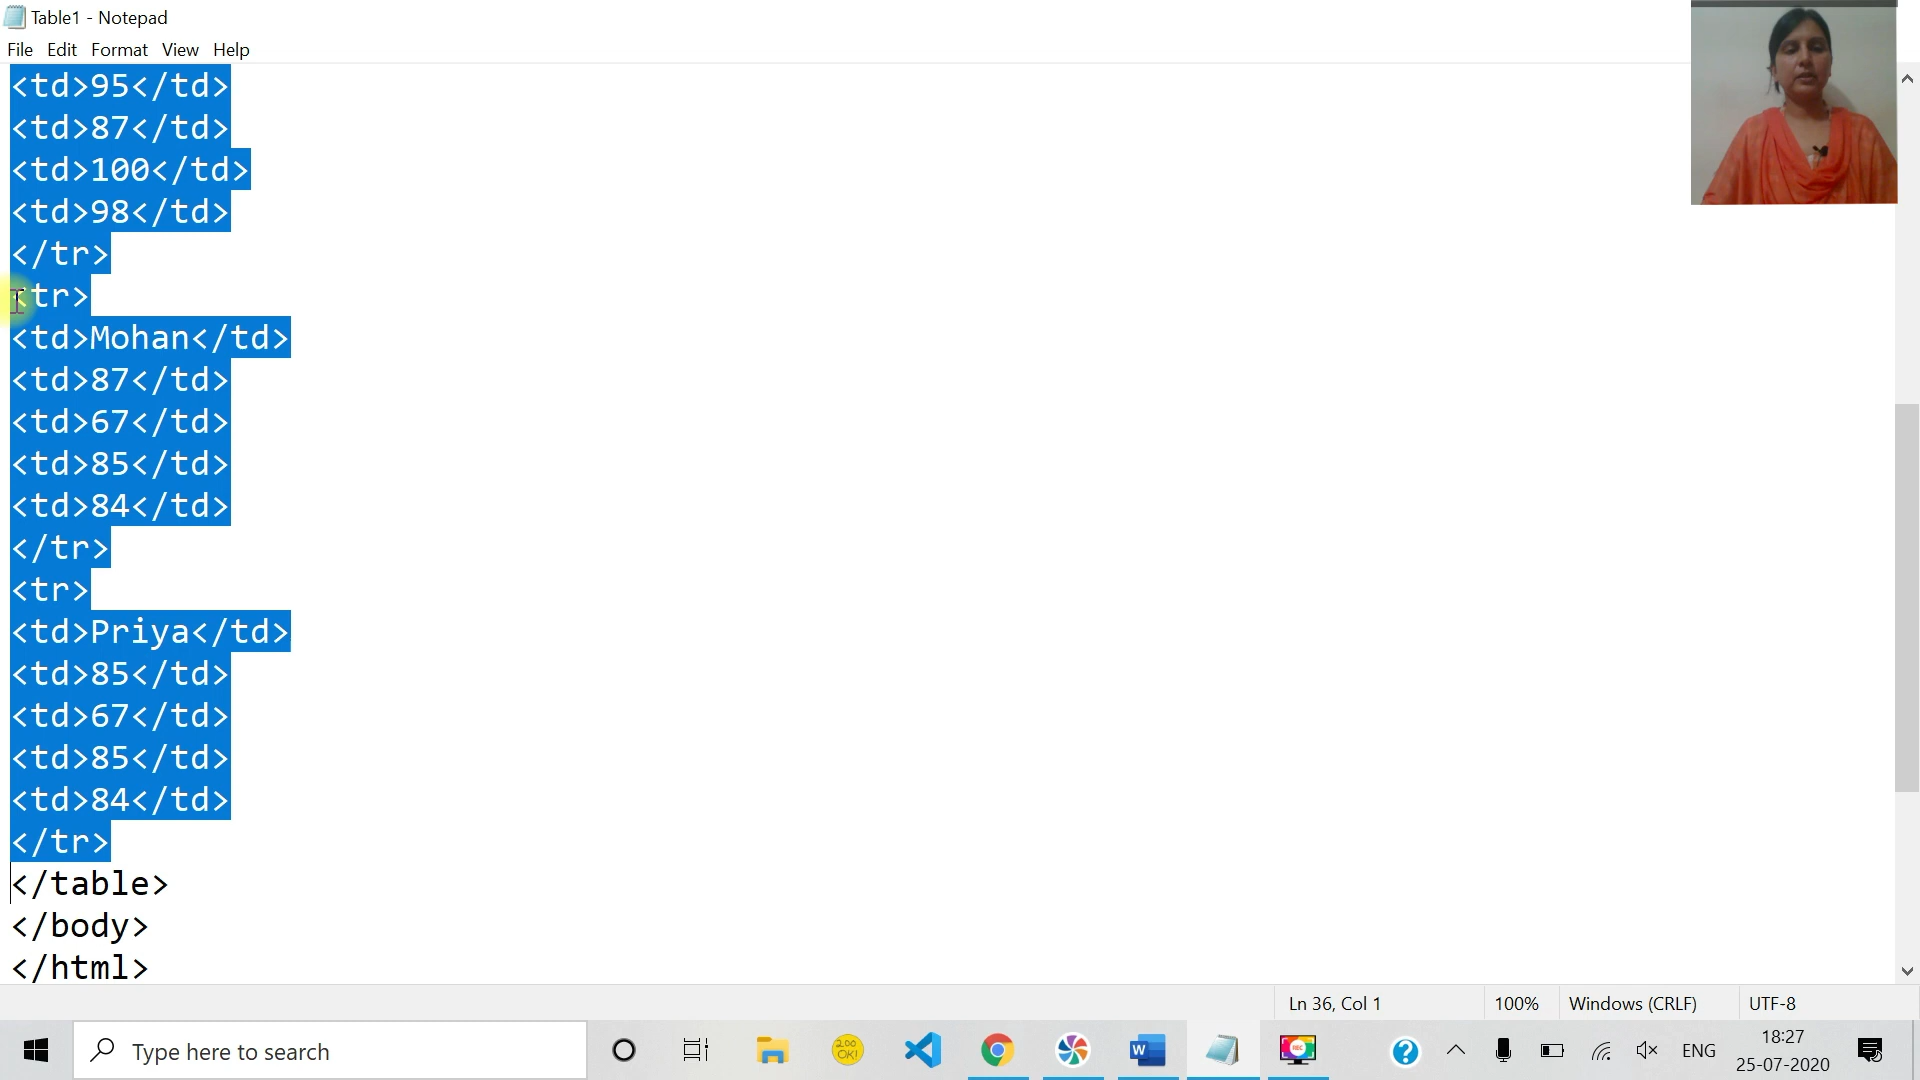 Table1 - Notepad
File Edit Format View Help
<td>95</td>
<td>87</td>
<td>100</td>
<td>98</td>
</tr>
<tr>
<td>Mohan</td>
<td>87</td>
<td>67</td>
<td>85</td>
<td>84</td>
</tr>
<tr>
<td>Priya</td>
<td>85</td>
<td>67</td>
<td>85</td>
<td>84</td>
</tr>
</table>
</body>
</html>
Ln 36, Col 1 100% Windows (CRLF) UTF-8
Type here to search
200 OK!
W
REC
?
ENG
18:27
25-07-2020